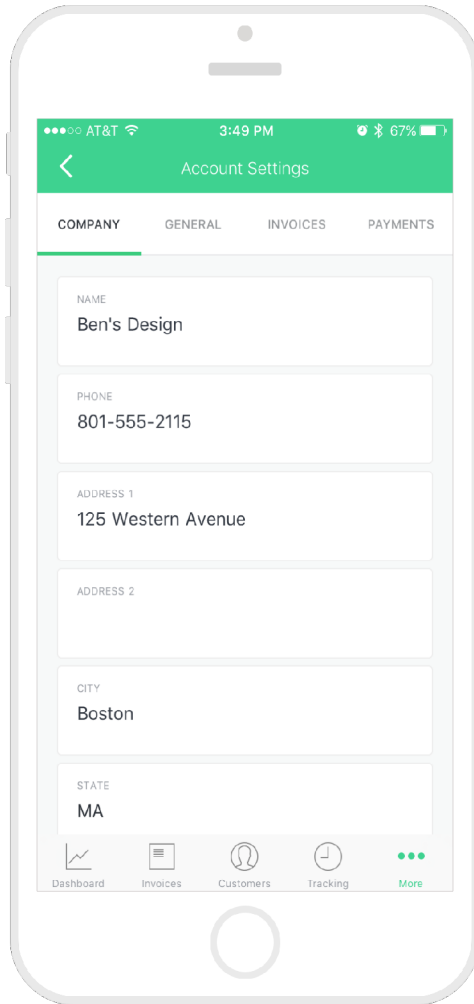 AT&T 3:49 PM 67%
Account Settings
COMPANY GENERAL INVOICES PAYMENTS
NAME
Ben's Design
PHONE
801-555-2115
ADDRESS 1
125 Western Avenue
ADDRESS 2
CITY
Boston
STATE
MA
Dashboard Invoices Customers Tracking More